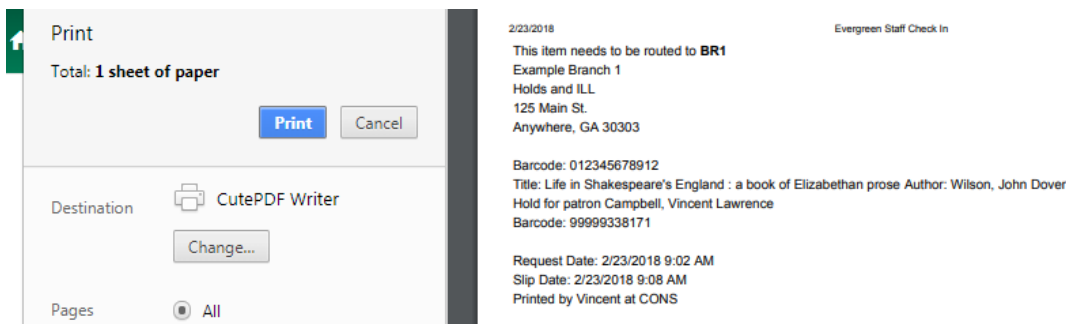 Print
Total: 1 sheet of paper
Print Cancel
Destination
CutePDF Writer
Change...
Pages
All
2/23/2018 Evergreen Staff Check In
This item needs to be routed to BR1
Example Branch 1
Holds and ILL
125 Main St.
Anywhere, GA 30303
Barcode: 012345678912
Title: Life in Shakespeare's England : a book of Elizabethan prose Author: Wilson, John Dover
Hold for patron Campbell, Vincent Lawrence
Barcode: 99999338171
Request Date: 2/23/2018 9:02 AM
Slip Date: 2/23/2018 9:08 AM
Printed by Vincent at CONS